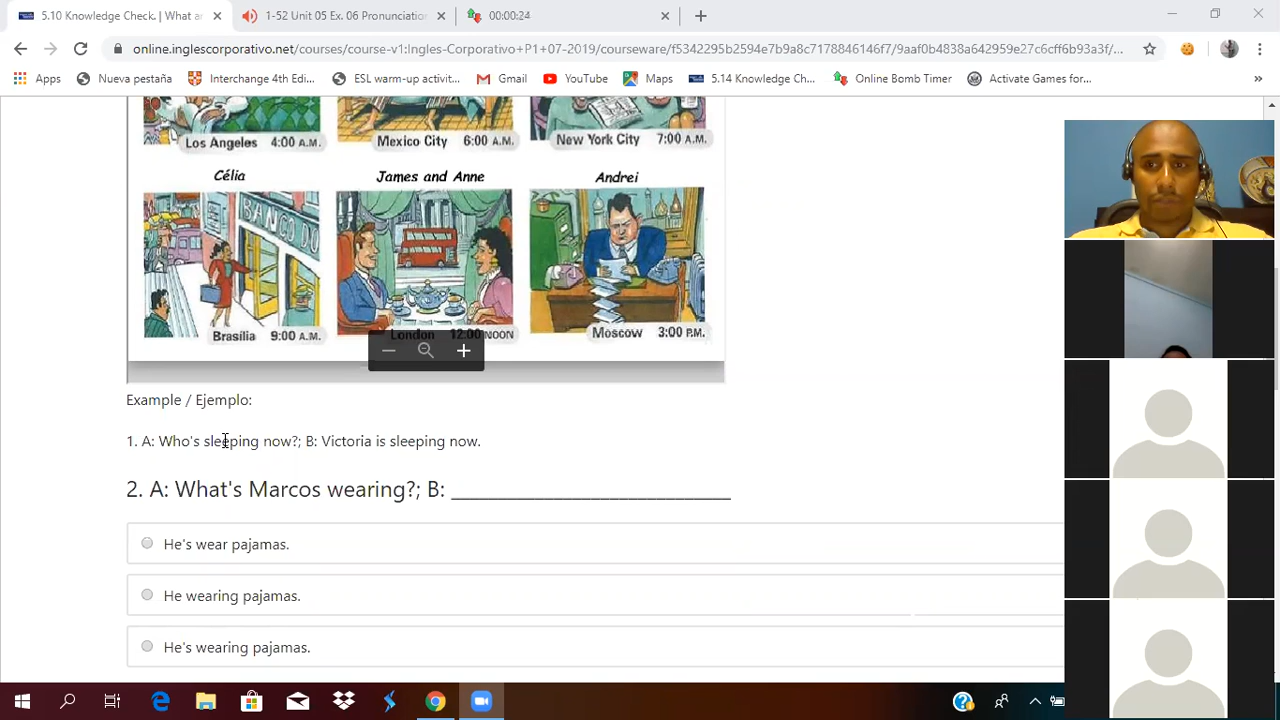 5.10 Knowledge Check. | What a
1-52 Unit 05 Ex. 06 Pronunciation
00:00:24
online.inglescorporativo.net/courses/course-v1:Ingles-Corporativo+P1+07-2019/courseware/f5342295b2594e7b9a8c7178846146f7/9aaf0b4838a642959e27c6cff6b93a3f/...
Apps
Nueva pestaña
Interchange 4th Edi...
ESL warm-up activit...
Gmail
YouTube
Maps
5.14 Knowledge Ch...
Online Bomb Timer
Activate Games for...
Los Angeles 4:00 A.M.
Mexico City 6:00 A.M.
New York City 7:00 A.M.
Célia
James and Anne
Andrei
BANCO DU
Brasília 9:00 A.M.
London 12:00 NOON
Moscow 3:00 P.M.
Example / Ejemplo:
1. A: Who's sleeping now?; B: Victoria is sleeping now.
2. A: What's Marcos wearing?; B: ____________________________
He's wear pajamas.
He wearing pajamas.
He's wearing pajamas.